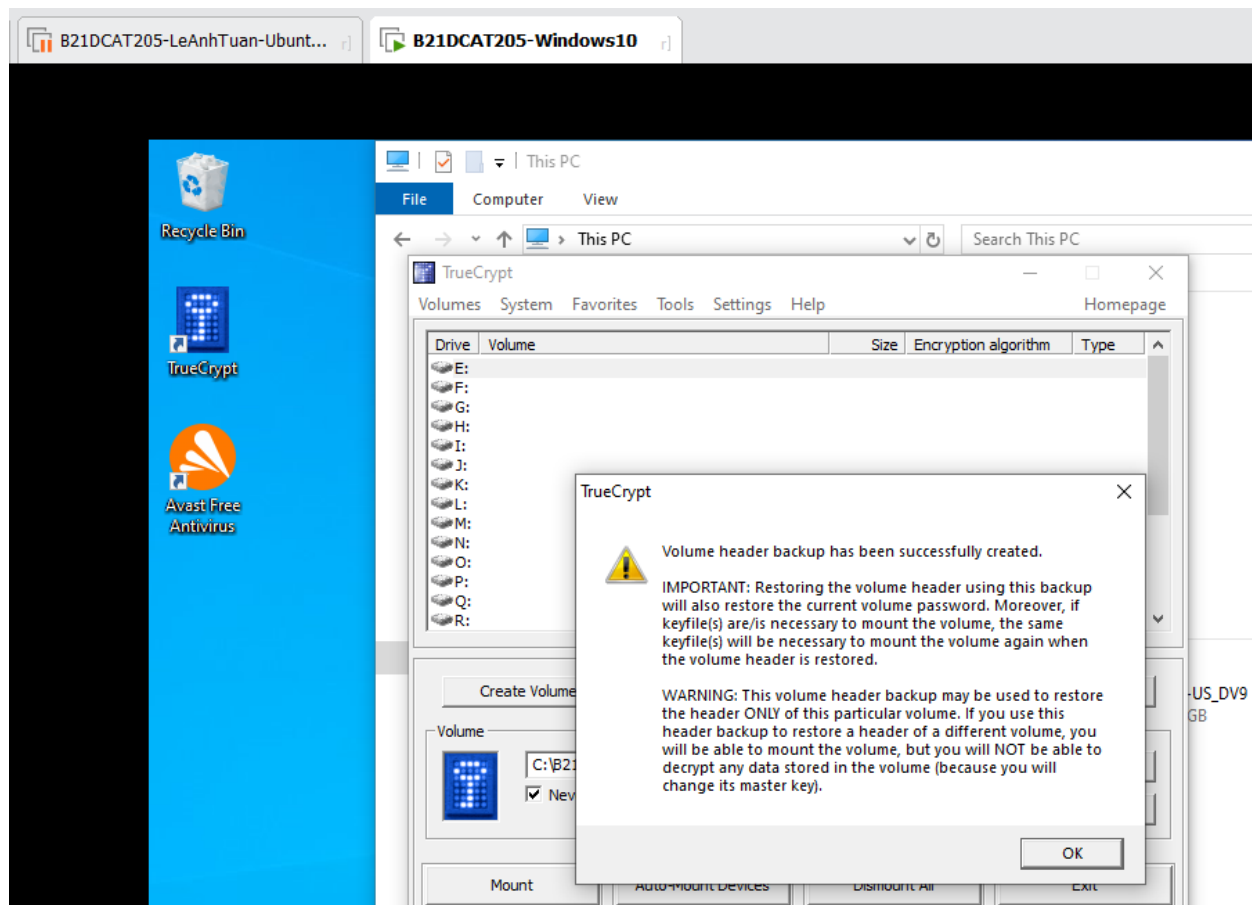 B21DCAT205-LeAnhTuan-Ubunt...
B21DCAT205-Windows10
This PC
File Computer View
This PC
Search This PC
Recycle Bin
TrueCrypt
Avast Free
Antivirus
TrueCrypt
Volumes System Favorites Tools Settings Help Homepage
Drive Volume Size Encryption algorithm Type
E:
F:
G:
H:
I:
J:
K:
L:
M:
N:
O:
P:
Q:
R:
TrueCrypt
Volume header backup has been successfully created.
IMPORTANT: Restoring the volume header using this backup
will also restore the current volume password. Moreover, if
keyfile(s) are/is necessary to mount the volume, the same
keyfile(s) will be necessary to mount the volume again when
the volume header is restored.
WARNING: This volume header backup may be used to restore
the header ONLY of this particular volume. If you use this
header backup to restore a header of a different volume, you
will be able to mount the volume, but you will NOT be able to
decrypt any data stored in the volume (because you will
change its master key).
OK
Create Volume
Volume
C:\B21
Nev
-US_DV9
GB
Mount Auto-Mount Devices Dismount All Exit